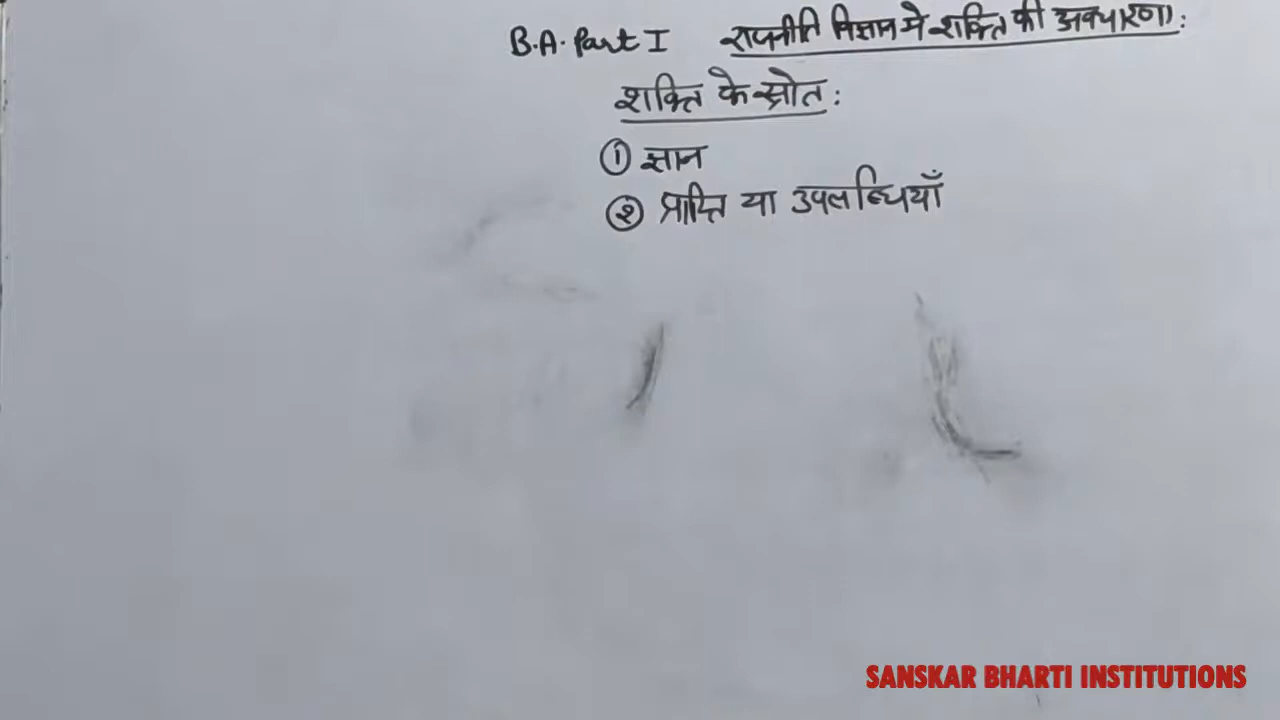 B.A. Part I राजनीति विज्ञान में शक्ति की अवधारणा:
शक्ति के स्रोत:
① ज्ञान
② प्राप्ति या उपलब्धियाँ
SANSKAR BHARTI INSTITUTIONS